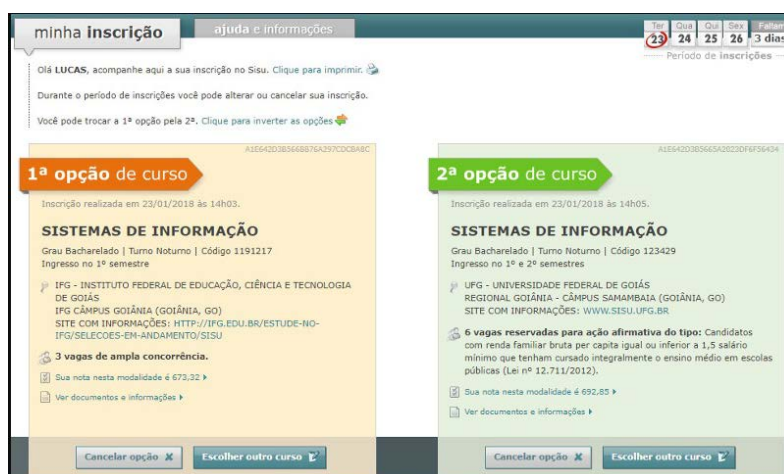 minha inscrição
ajuda e informações
Ter Qua Qui Sex Faltam
23 24 25 26 3 dias
Período de inscrições
Olá LUCAS, acompanhe aqui a sua inscrição no Sisu. Clique para imprimir.
Durante o período de inscrições você pode alterar ou cancelar sua inscrição.
Você pode trocar a 1ª opção pela 2ª. Clique para inverter as opções
1ª opção de curso
Inscrição realizada em 23/01/2018 às 14h03.
SISTEMAS DE INFORMAÇÃO
Grau Bacharelado | Turno Noturno | Código 1191217
Ingresso no 1º semestre
IFG - INSTITUTO FEDERAL DE EDUCAÇÃO, CIÊNCIA E TECNOLOGIA
DE GOIÁS
IFG CÂMPUS GOIÂNIA (GOIÂNIA, GO)
SITE COM INFORMAÇÕES: HTTP://IFG.EDU.BR/ESTUDE-NO-
IFG/SELECOES-EM-ANDAMENTO/SISU
3 vagas de ampla concorrência.
Sua nota nesta modalidade é 673,32
Ver documentos e informações
Cancelar opção
Escolher outro curso
2ª opção de curso
Inscrição realizada em 23/01/2018 às 14h05.
SISTEMAS DE INFORMAÇÃO
Grau Bacharelado | Turno Noturno | Código 123429
Ingresso no 1º e 2º semestres
UFG - UNIVERSIDADE FEDERAL DE GOIÁS
REGIONAL GOIÂNIA - CÂMPUS SAMAMBAIA (GOIÂNIA, GO)
SITE COM INFORMAÇÕES: WWW.SISU.UFG.BR
6 vagas reservadas para ação afirmativa do tipo: Candidatos
com renda familiar bruta per capita igual ou inferior a 1,5 salário
mínimo que tenham cursado integralmente o ensino médio em escolas
públicas (Lei nº 12.711/2012).
Sua nota nesta modalidade é 692,85
Ver documentos e informações
Cancelar opção
Escolher outro curso